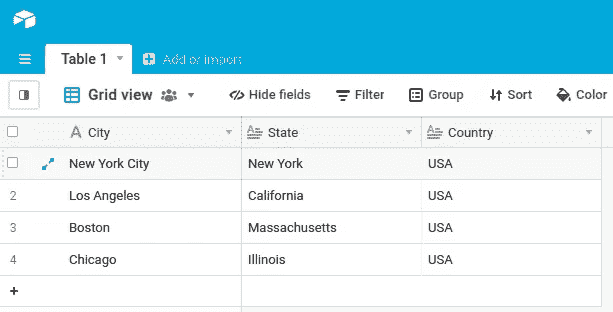 Table 1 Add or import
Grid view Hide fields Filter Group Sort Color
A City A State A Country
New York City New York USA
2 Los Angeles California USA
3 Boston Massachusetts USA
4 Chicago Illinois USA
+